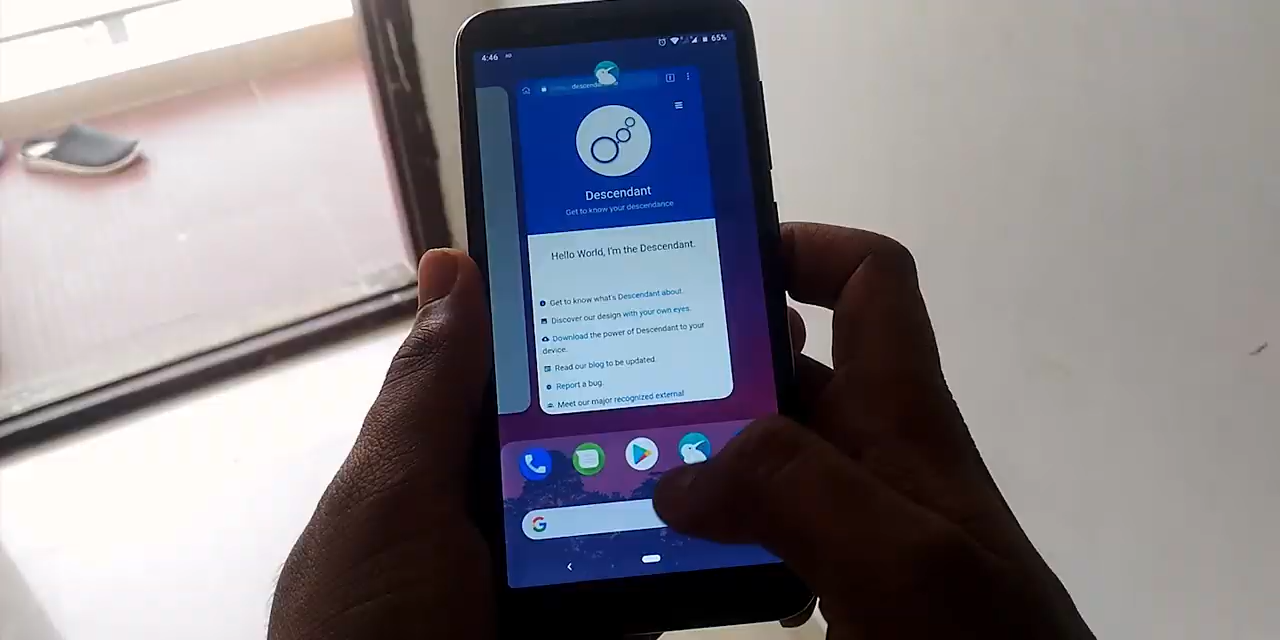 4:46
65%
Descendant
Get to know your descendance
Hello World, I'm the Descendant.
Get to know what's Descendant about.
Discover our design with your own eyes.
Download the power of Descendant to your
device.
Read our blog to be updated.
Report a bug.
Meet our major recognized external
G